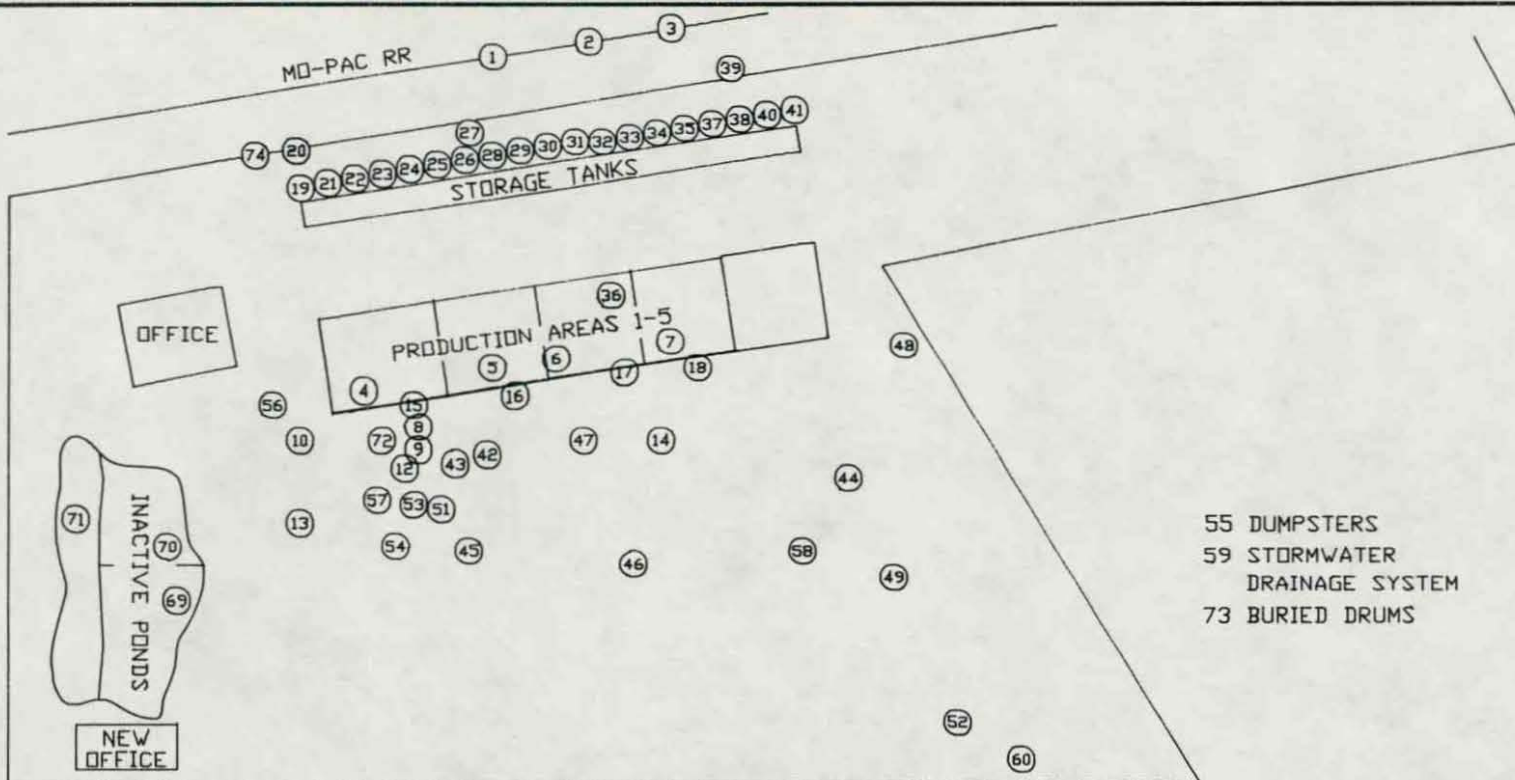 1
2
3
MO-PAC RR
39
27
74 20
19 21 22 23 24 25 26 28 29 30 31 32 33 34 35 37 38 40 41
STORAGE TANKS
OFFICE
36
PRODUCTION AREAS 1-5
4 5 6 7
48
15 16 17 18
56
8
10 72 9 47 14
12 43 42
44
57 53 51
13
54 45 46 58 49
71
INACTIVE PONDS
70
69
NEW
OFFICE
55 DUMPSTERS
59 STORMWATER
DRAINAGE SYSTEM
73 BURIED DRUMS
52
60